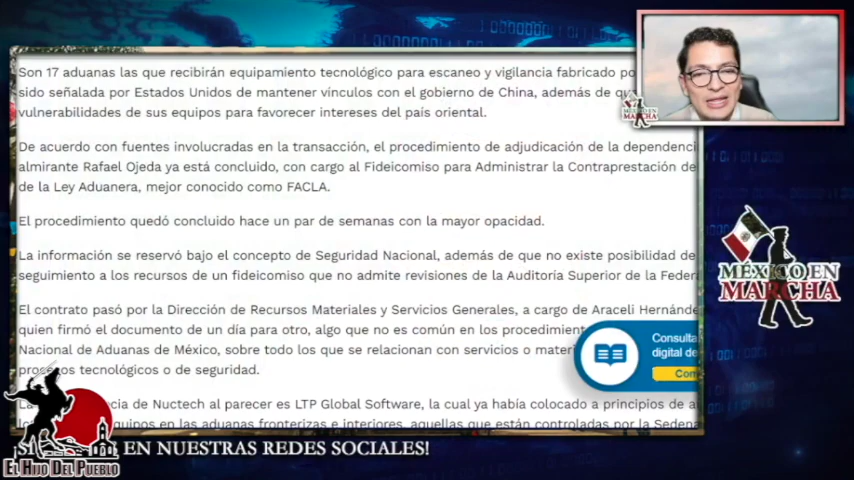 Son 17 aduanas las que recibirán equipamiento tecnológico para escaneo y vigilancia fabricado po
sido señalada por Estados Unidos de mantener vínculos con el gobierno de China, además de
vulnerabilidades de sus equipos para favorecer intereses del país oriental.
De acuerdo con fuentes involucradas en la transacción, el procedimiento de adjudicación de la dependenci
almirante Rafael Ojeda ya está concluido, con cargo al Fideicomiso para Administrar la Contraprestación de
de la Ley Aduanera, mejor conocido como FACLA.
El procedimiento quedó concluido hace un par de semanas con la mayor opacidad.
La información se reservó bajo el concepto de Seguridad Nacional, además de que no existe posibilidad de
seguimiento a los recursos de un fideicomiso que no admite revisiones de la Auditoría Superior de la Federa
El contrato pasó por la Dirección de Recursos Materiales y Servicios Generales, a cargo de Araceli Hernánde
quien firmó el documento de un día para otro, algo que no es común en los procedimient
Nacional de Aduanas de México, sobre todo los que se relacionan con servicios o mater
tecnológicos o de seguridad.
de Nuctech al parecer es LTP Global Software, la cual ya había colocado a principios de
equipos en las aduanas fronterizas e interiores, aquellas que están controladas por la Sedena
Consulta
digital de
Con
MÉXICO EN
MARCHA
MÉXICO EN
MARCHA
EN NUESTRAS REDES SOCIALES!
EL HIJO DEL PUEBLO